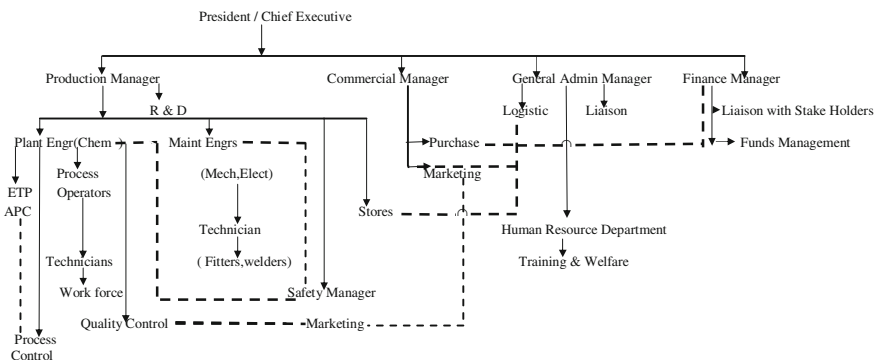 President / Chief Executive
Production Manager
Commercial Manager
General Admin Manager
Finance Manager
R & D
Logistic
Liaison
Liaison with Stake Holders
Plant Engr(Chem )
Maint Engrs
Purchase
Funds Management
Process
Operators
(Mech,Elect)
Marketing
ETP
APC
Stores
Technician
Human Resource Department
Technicians
( Fitters,welders)
Training & Welfare
Work force
Safety Manager
Quality Control
Marketing
Process
Control